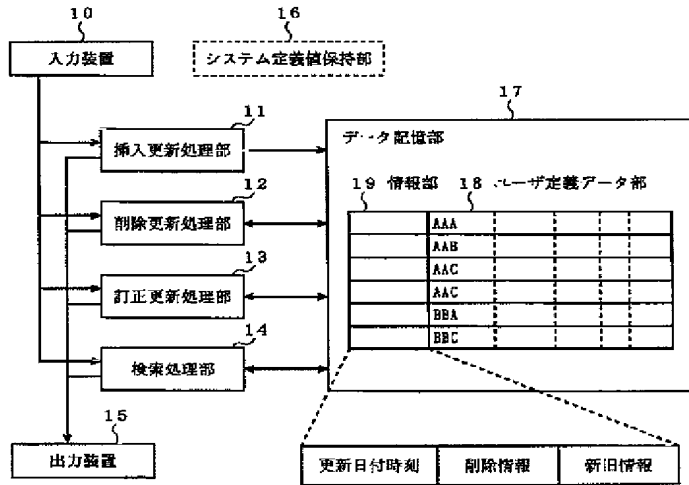 10
入力装置
16
システム定義値保持部
11
挿入更新処理部
12
削除更新処理部
13
訂正更新処理部
14
検索処理部
15
出力装置
17
データ記憶部
19 情報部 18 ユーザ定義データ部
AAA
AAB
AAC
AAC
BBA
BBC
更新日付時刻 削除情報 新旧情報